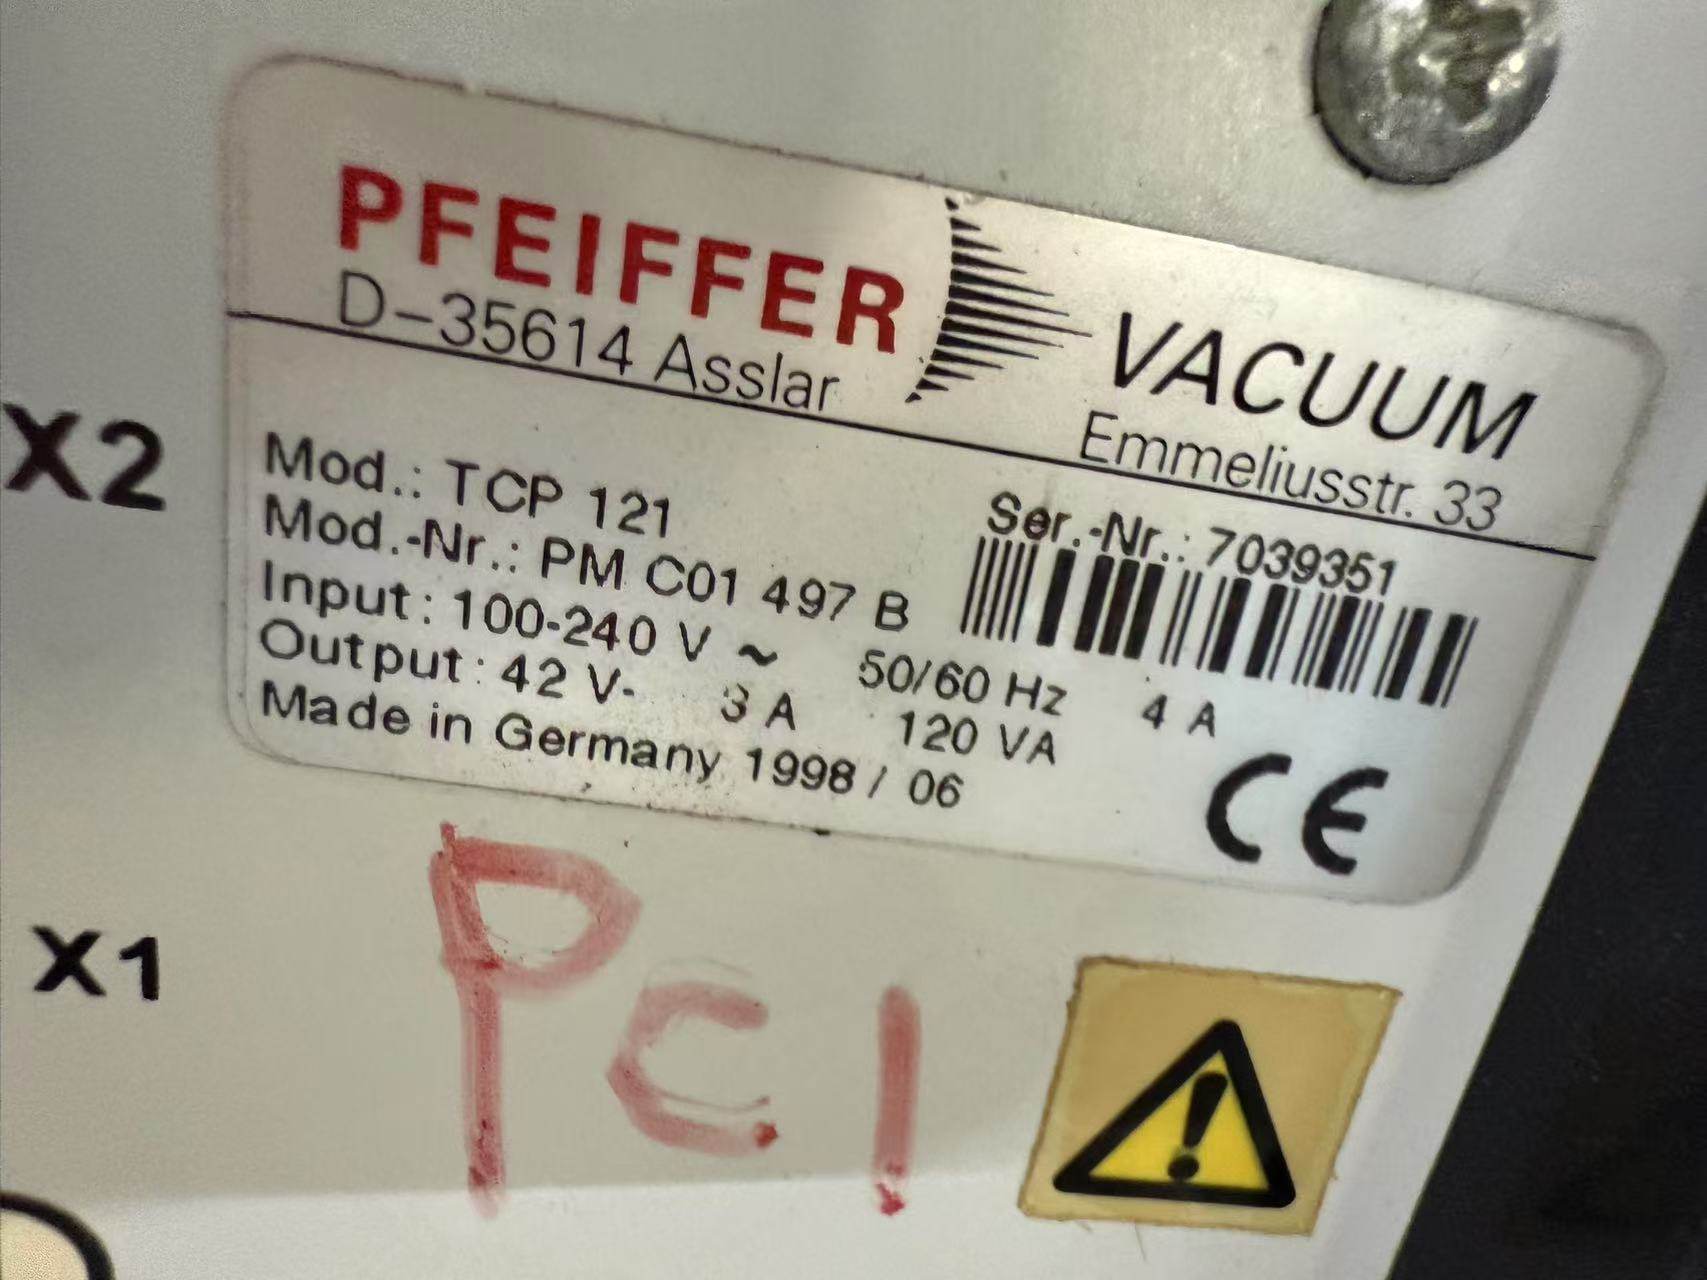 PFEIFFER VACUUM
D-35614 Asslar Emmeliusstr. 33
X2
Mod.: TCP 121
Ser.-Nr.: 7039351
Mod.-Nr.: PM C01 497 B
Input: 100-240 V ~ 50/60 Hz 4 A
Output: 42 V- 3 A 120 VA
Made in Germany 1998 / 06
CE
X1
PC1
!